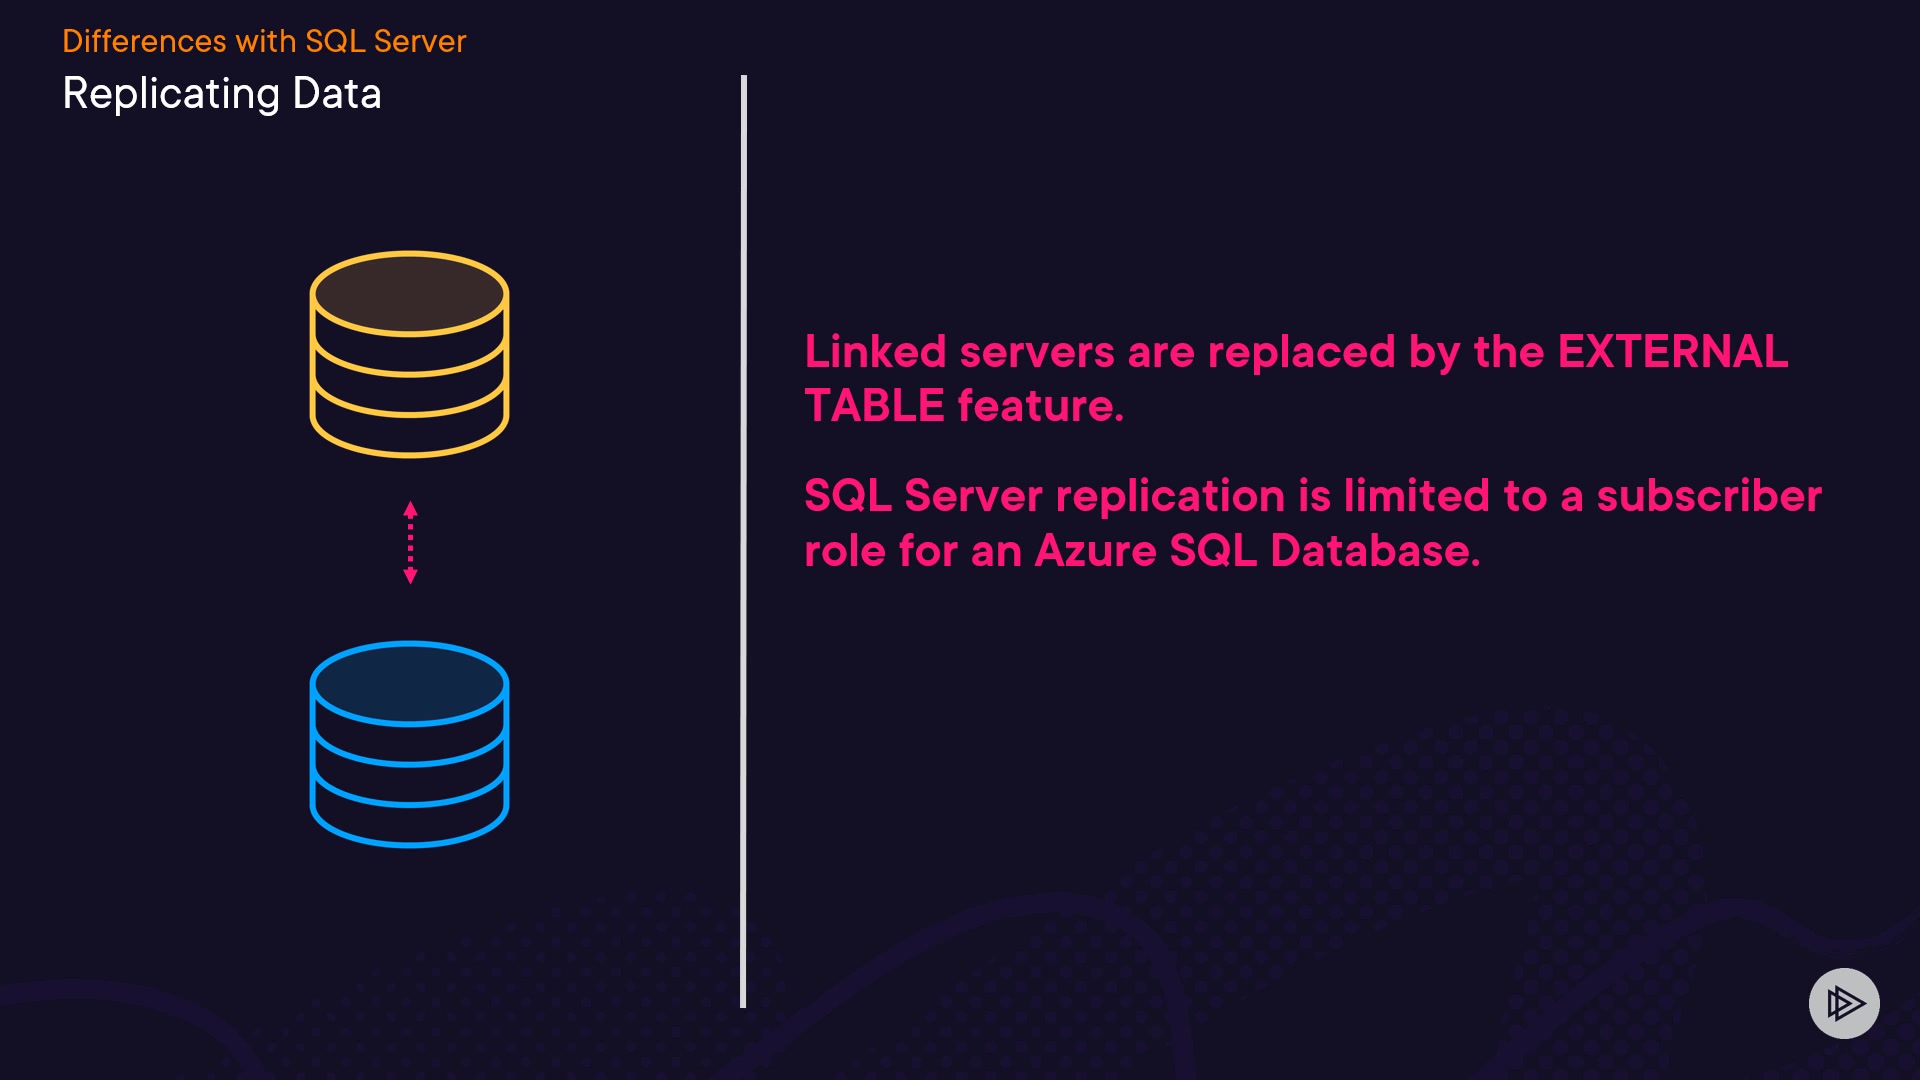 Differences with SQL Server
Replicating Data
Linked servers are replaced by the EXTERNAL
TABLE feature.
SQL Server replication is limited to a subscriber
role for an Azure SQL Database.